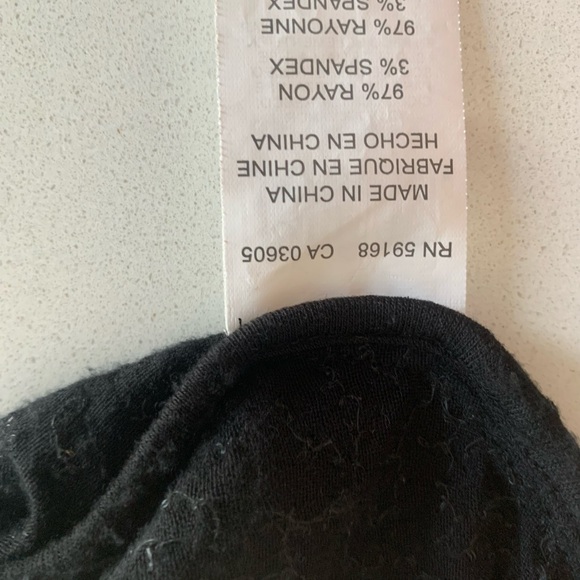 RN 59168 CA 03605
MADE IN CHINA
FABRIQUE EN CHINE
HECHO EN CHINA
97% RAYON
3% SPANDEX
97% RAYONNE
3% SPANDEX